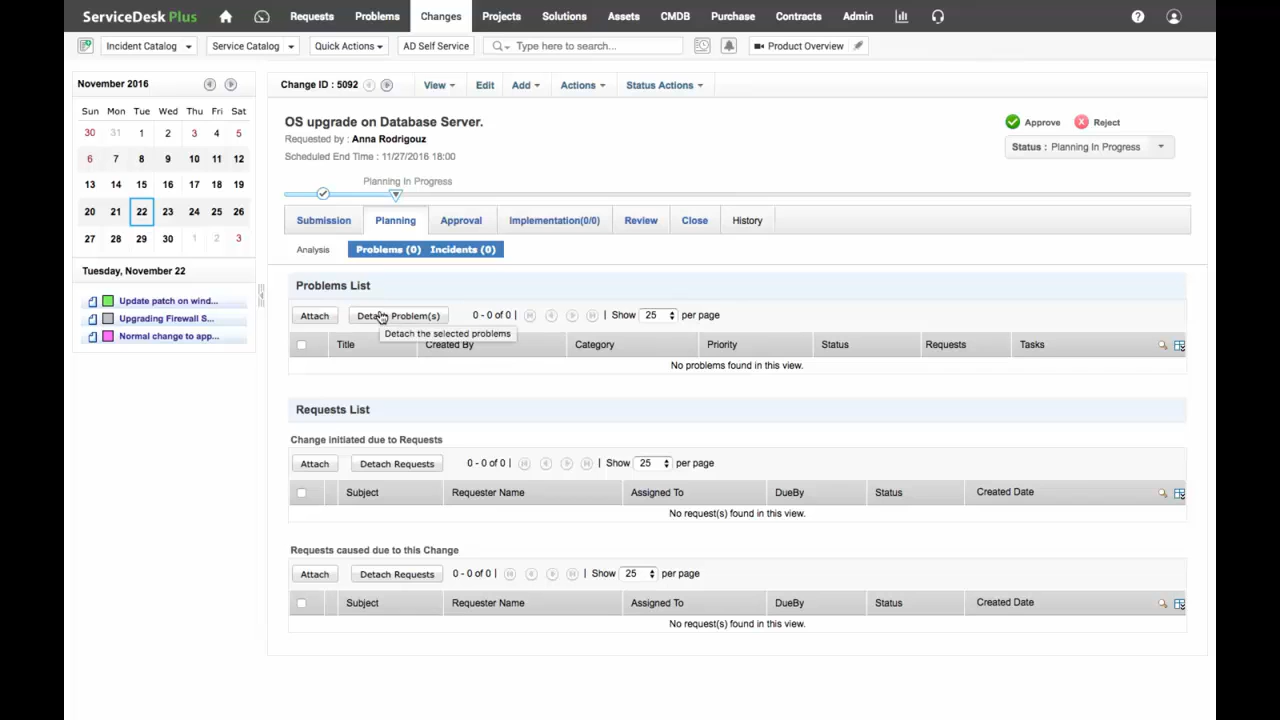 ServiceDesk Plus Requests Problems Changes Projects Solutions Assets CMDB Purchase Contracts Admin
Incident Catalog Service Catalog Quick Actions AD Self Service Type here to search... Product Overview
November 2016
Sun Mon Tue Wed Thu Fri Sat
30 31 1 2 3 4 5
6 7 8 9 10 11 12
13 14 15 16 17 18 19
20 21 22 23 24 25 26
27 28 29 30 1 2 3
Tuesday, November 22
Update patch on wind...
Upgrading Firewall S...
Normal change to app...
Change ID : 5092 View Edit Add Actions Status Actions
OS upgrade on Database Server.
Requested by : Anna Rodrigouz
Scheduled End Time : 11/27/2016 18:00
Approve Reject
Status : Planning In Progress
Planning In Progress
Submission Planning Approval Implementation(0/0) Review Close History
Analysis Problems (0) Incidents (0)
Problems List
Attach Detach Problem(s) 0 - 0 of 0 | Show 25 per page
Detach the selected problems
Title Created By Category Priority Status Requests Tasks
No problems found in this view.
Requests List
Change initiated due to Requests
Attach Detach Requests 0 - 0 of 0 | Show 25 per page
Subject Requester Name Assigned To DueBy Status Created Date
No request(s) found in this view.
Requests caused due to this Change
Attach Detach Requests 0 - 0 of 0 | Show 25 per page
Subject Requester Name Assigned To DueBy Status Created Date
No request(s) found in this view.